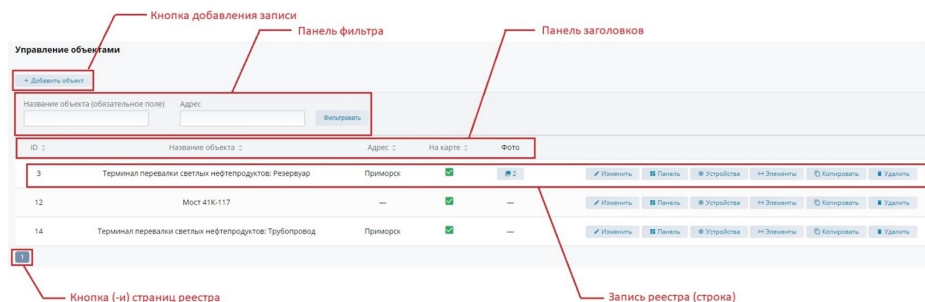 Кнопка добавления записи
Панель фильтра
Панель заголовков
Управление объектами
+ Добавить объект
Название объекта (обязательное поле) Адрес
Фильтровать
ID Название объекта Адрес На карте Фото
3 Терминал перевалки светлых нефтепродуктов: Резервуар Приморск 2 Изменить Панель Устройства Элементы Копировать Удалить
12 Мост 41К-117 — — Изменить Панель Устройства Элементы Копировать Удалить
14 Терминал перевалки светлых нефтепродуктов: Трубопровод Приморск — Изменить Панель Устройства Элементы Копировать Удалить
1
Кнопка (-и) страниц реестра
Запись реестра (строка)